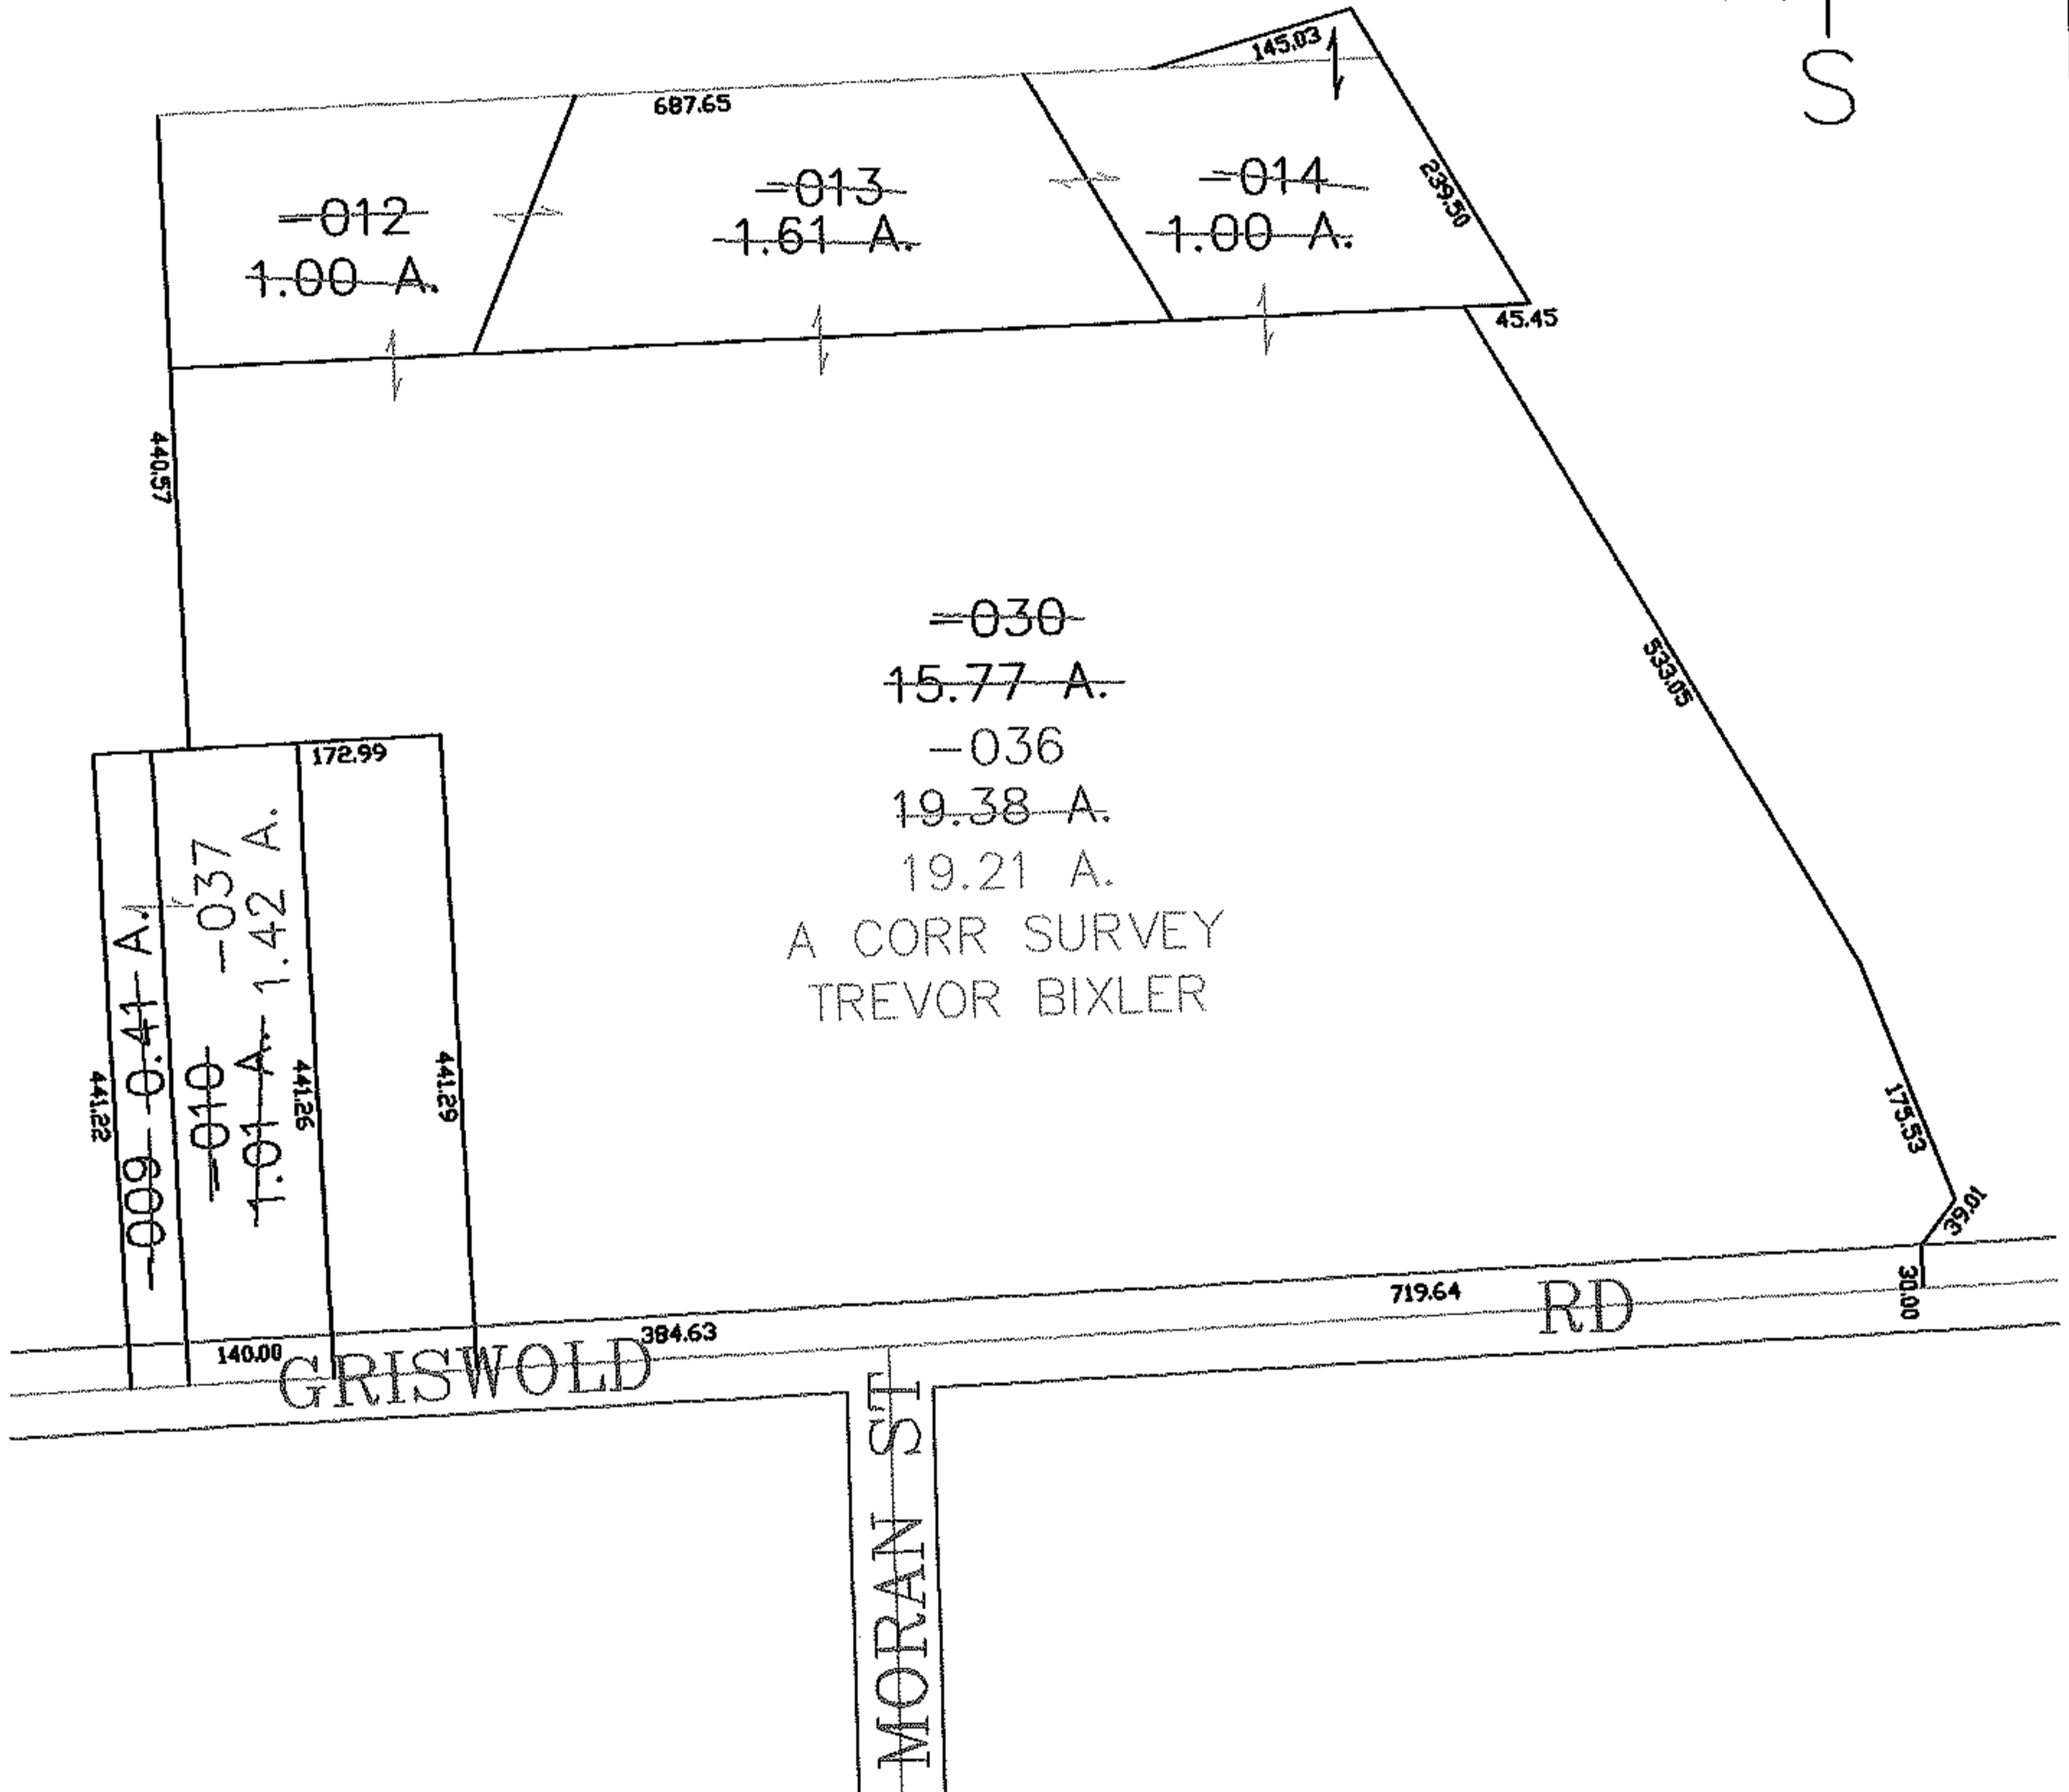 S
145.03
687.65
-012
1.00 A.
-013
1.61 A.
-014
1.00 A.
239.50
45.45
440.57
533.05
-030
15.77 A.
-036
19.38 A.
19.21 A.
A CORR SURVEY
TREVOR BIXLER
172.99
-009 0.41 A.
-010 -037
1.01 A. 1.42 A.
441.22
441.26
441.29
175.53
39.01
30.00
719.64
RD
384.63
140.00
GRISWOLD
MORAN ST